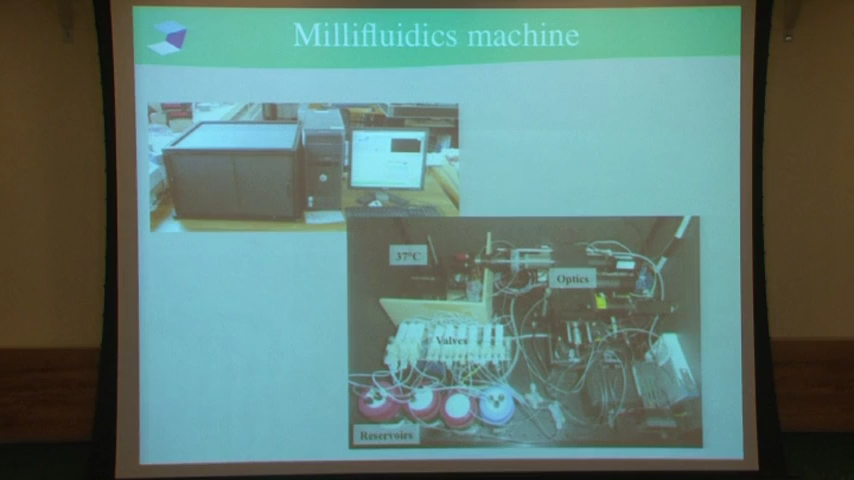 Millifluidics machine
37°C
Optics
Valves
Reservoirs